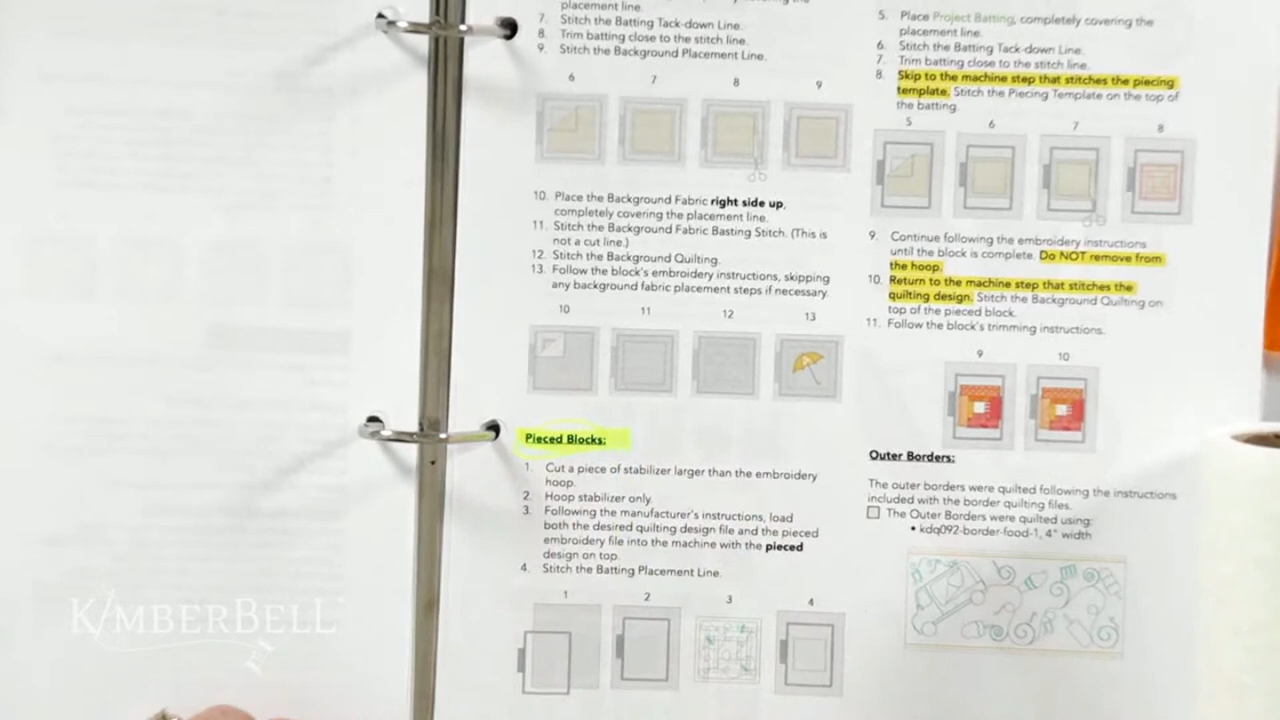 placement line.
7. Stitch the Batting Tack-down Line.
8. Trim batting close to the stitch line.
9. Stitch the Background Placement Line.
6 7 8 9
10. Place the Background Fabric right side up,
completely covering the placement line.
11. Stitch the Background Fabric Basting Stitch. (This is
not a cut line.)
12. Stitch the Background Quilting.
13. Follow the block's embroidery instructions, skipping
any background fabric placement steps if necessary.
10 11 12 13
Pieced Blocks:
1. Cut a piece of stabilizer larger than the embroidery
hoop.
2. Hoop stabilizer only.
3. Following the manufacturer's instructions, load
both the desired quilting design file and the pieced
embroidery file into the machine with the pieced
design on top.
4. Stitch the Batting Placement Line.
1 2 3 4
5. Place Project Batting, completely covering the
placement line.
6. Stitch the Batting Tack-down Line.
7. Trim batting close to the stitch line.
8. Skip to the machine step that stitches the piecing
template. Stitch the Piecing Template on the top of
the batting.
5 6 7 8
9. Continue following the embroidery instructions
until the block is complete. Do NOT remove from
the hoop.
10. Return to the machine step that stitches the
quilting design. Stitch the Background Quilting on
top of the pieced block.
11. Follow the block's trimming instructions.
9 10
Outer Borders:
The outer borders were quilted following the instructions
included with the border quilting files.
The Outer Borders were quilted using:
• kdq092-border-food-1, 4" width
KIMBERBELL